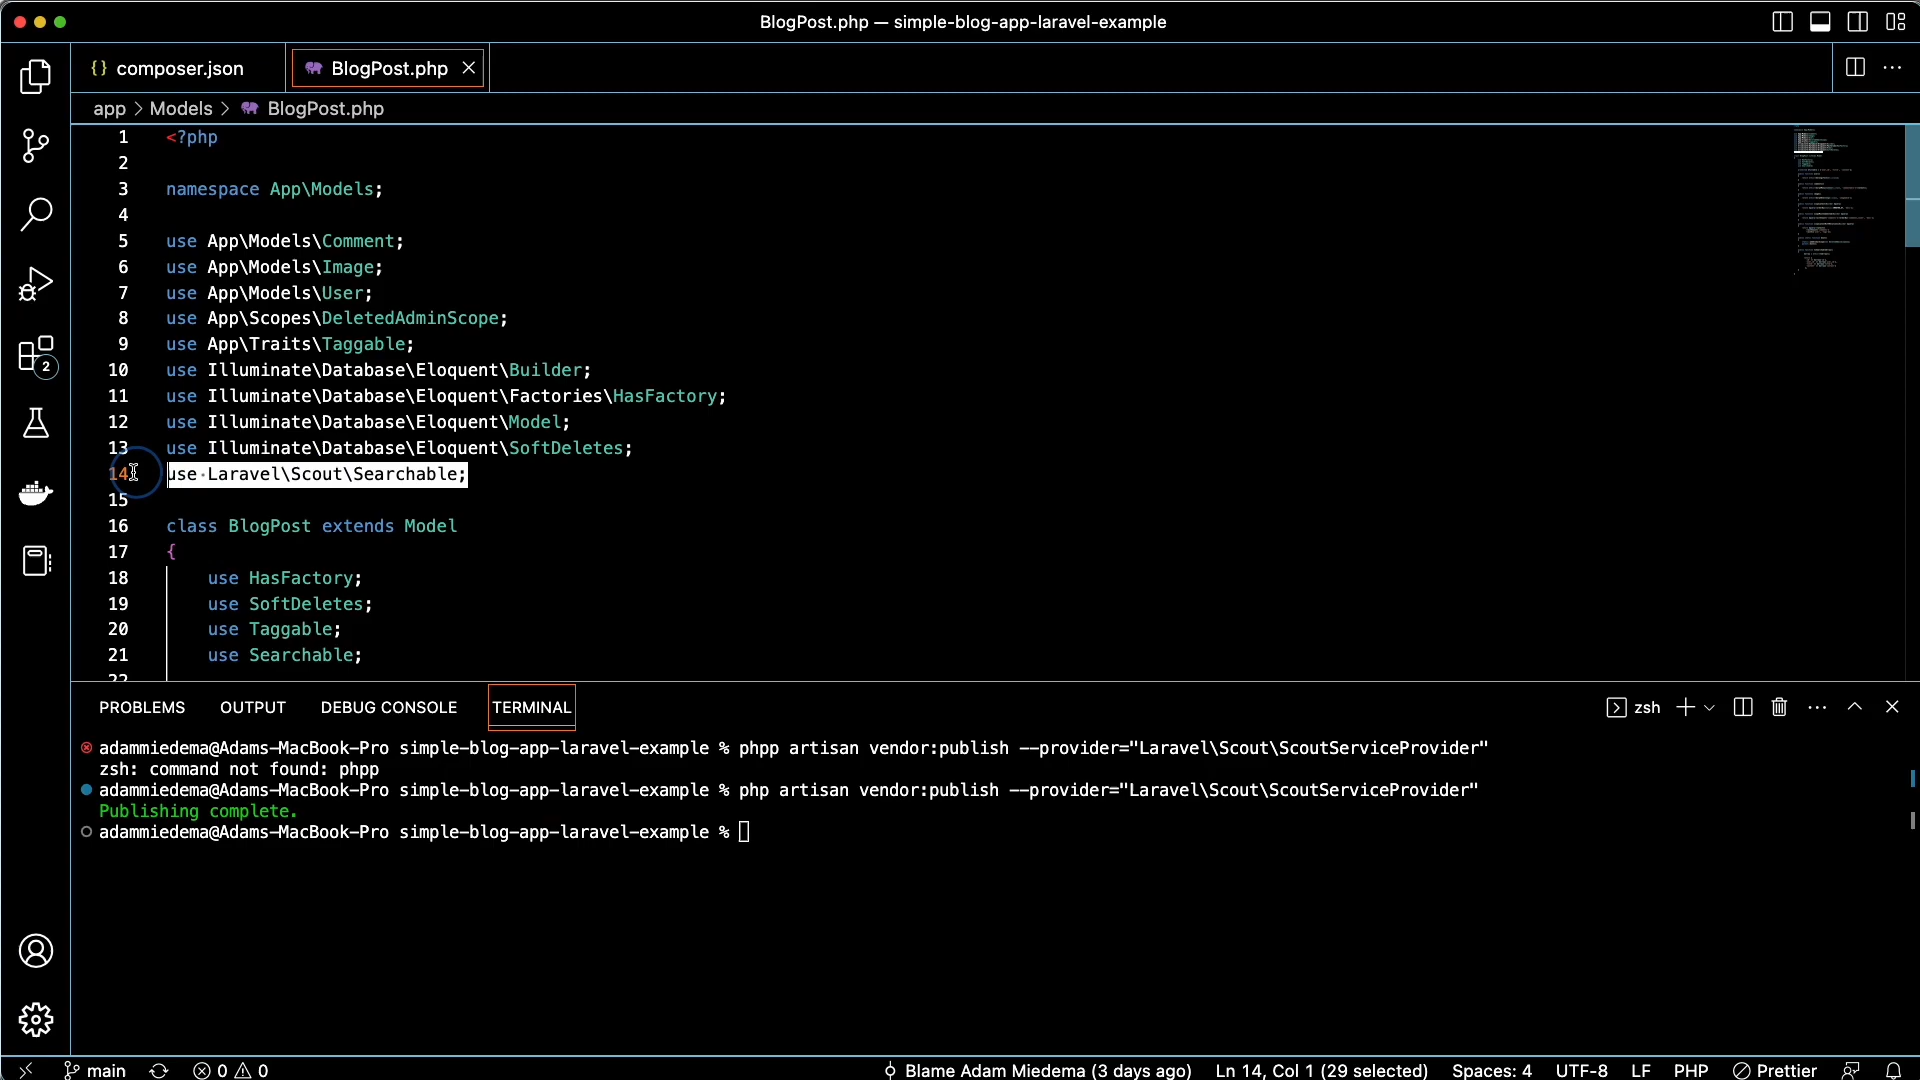 BlogPost.php — simple-blog-app-laravel-example
{} composer.json
BlogPost.php
app > Models > BlogPost.php
1 <?php
2
3 namespace App\Models;
4
5 use App\Models\Comment;
6 use App\Models\Image;
7 use App\Models\User;
8 use App\Scopes\DeletedAdminScope;
9 use App\Traits\Taggable;
10 use Illuminate\Database\Eloquent\Builder;
11 use Illuminate\Database\Eloquent\Factories\HasFactory;
12 use Illuminate\Database\Eloquent\Model;
13 use Illuminate\Database\Eloquent\SoftDeletes;
14 use Laravel\Scout\Searchable;
15
16 class BlogPost extends Model
17 {
18 use HasFactory;
19 use SoftDeletes;
20 use Taggable;
21 use Searchable;
22
2
PROBLEMS OUTPUT DEBUG CONSOLE TERMINAL
zsh
adammiedema@Adams-MacBook-Pro simple-blog-app-laravel-example % phpp artisan vendor:publish --provider="Laravel\Scout\ScoutServiceProvider"
zsh: command not found: phpp
adammiedema@Adams-MacBook-Pro simple-blog-app-laravel-example % php artisan vendor:publish --provider="Laravel\Scout\ScoutServiceProvider"
Publishing complete.
adammiedema@Adams-MacBook-Pro simple-blog-app-laravel-example %
main 0 0 Blame Adam Miedema (3 days ago) Ln 14, Col 1 (29 selected) Spaces: 4 UTF-8 LF PHP Prettier